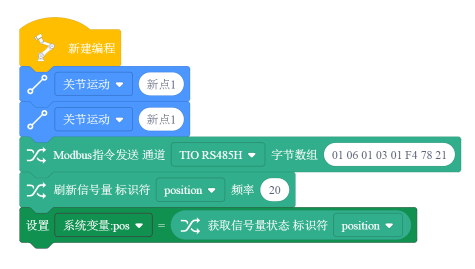 新建编程
关节运动 新点1
关节运动 新点1
Modbus指令发送 通道 TIO RS485H 字节数组 01 06 01 03 01 F4 78 21
刷新信号量 标识符 position 频率 20
设置 系统变量:pos = 获取信号量状态 标识符 position